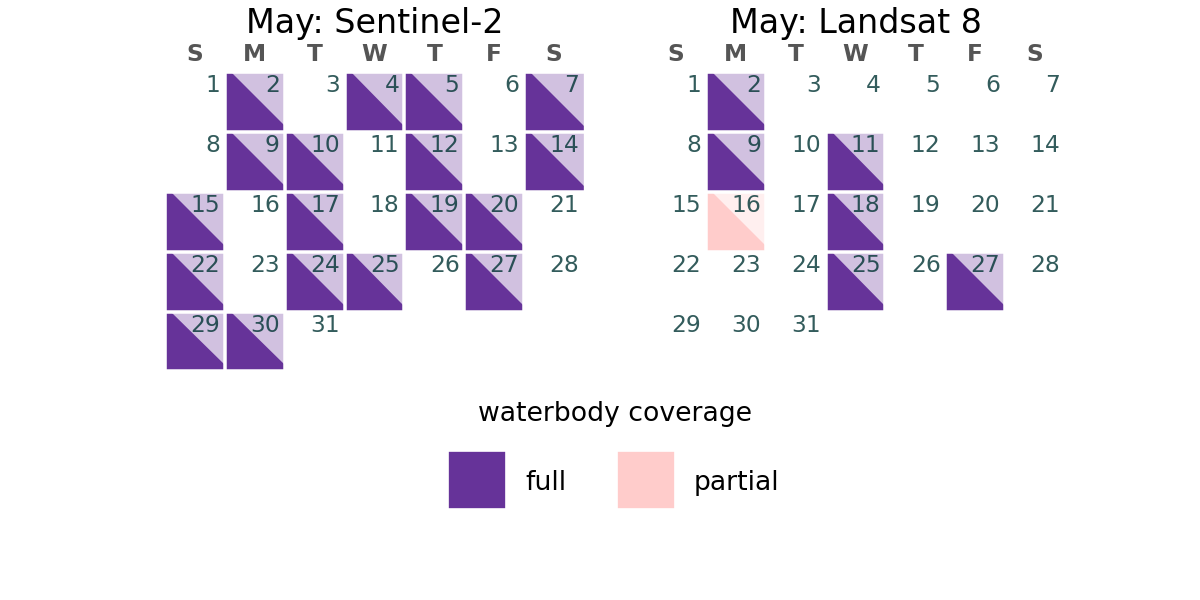 May: Sentinel-2
S M T W T F S
1 2 3 4 5 6 7
8 9 10 11 12 13 14
15 16 17 18 19 20 21
22 23 24 25 26 27 28
29 30 31
May: Landsat 8
S M T W T F S
1 2 3 4 5 6 7
8 9 10 11 12 13 14
15 16 17 18 19 20 21
22 23 24 25 26 27 28
29 30 31
waterbody coverage
full partial